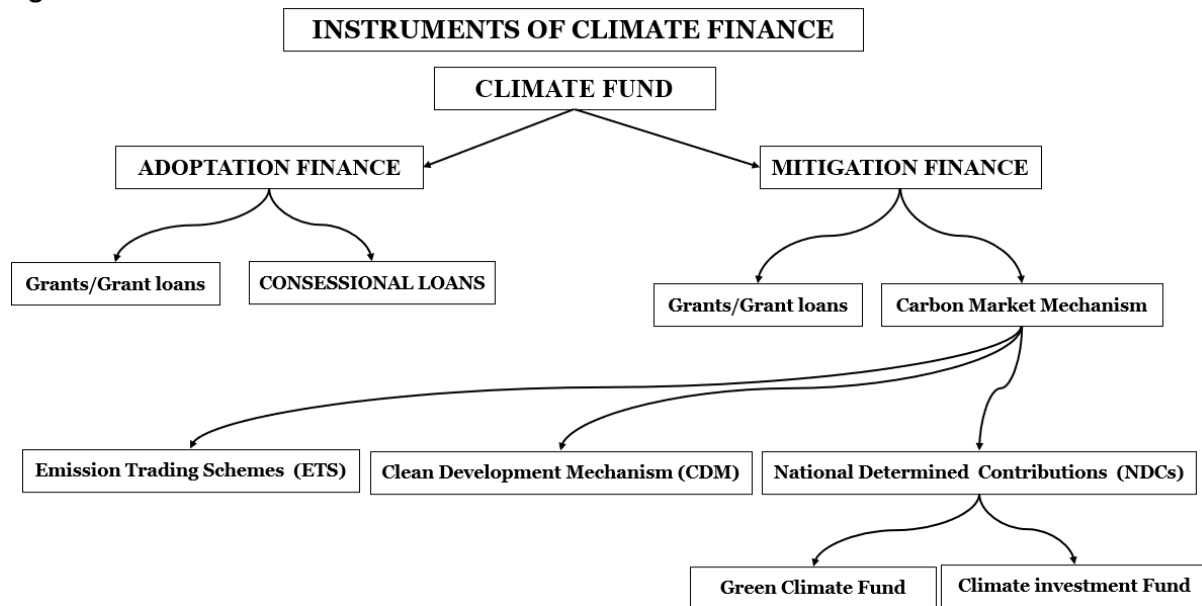 INSTRUMENTS OF CLIMATE FINANCE
CLIMATE FUND
ADOPTATION FINANCE
MITIGATION FINANCE
Grants/Grant loans
CONSESSIONAL LOANS
Grants/Grant loans
Carbon Market Mechanism
Emission Trading Schemes (ETS)
Clean Development Mechanism (CDM)
National Determined Contributions (NDCs)
Green Climate Fund
Climate investment Fund